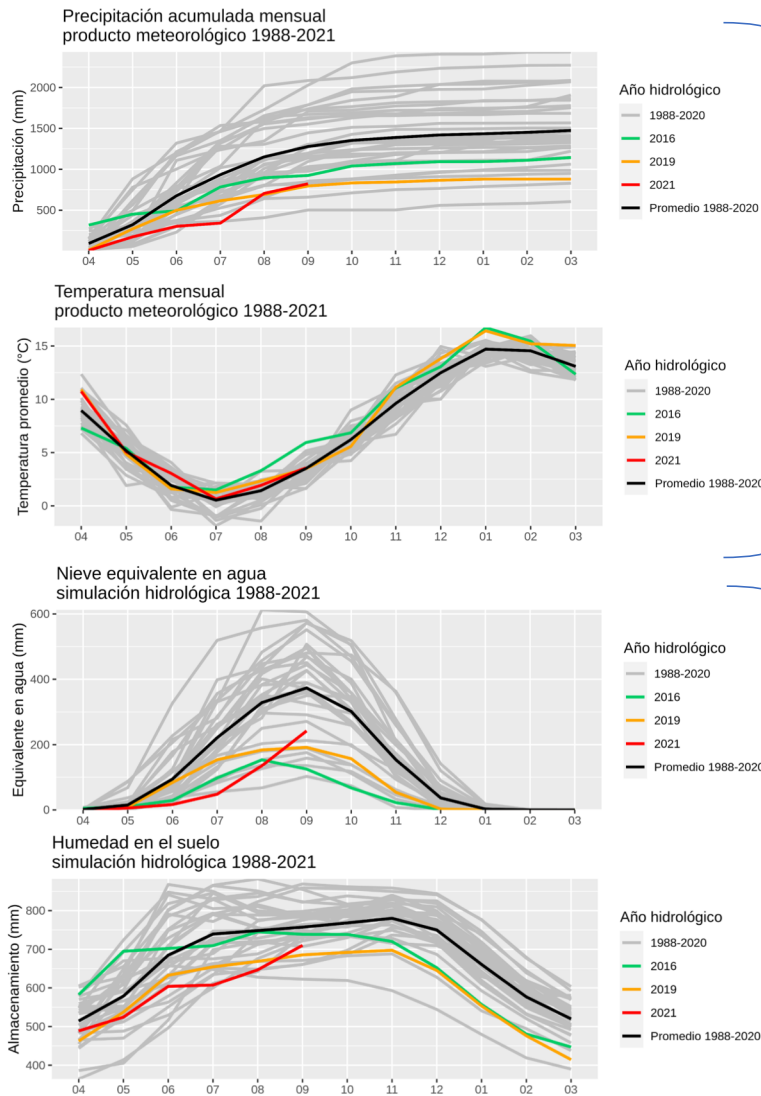 Precipitación acumulada mensual
producto meteorológico 1988-2021
Precipitación (mm)
2000
1500
1000
500
04 05 06 07 08 09 10 11 12 01 02 03
Año hidrológico
1988-2020
2016
2019
2021
Promedio 1988-2020
Temperatura mensual
producto meteorológico 1988-2021
Temperatura promedio (°C)
15
10
5
0
04 05 06 07 08 09 10 11 12 01 02 03
Año hidrológico
1988-2020
2016
2019
2021
Promedio 1988-2020
Nieve equivalente en agua
simulación hidrológica 1988-2021
Equivalente en agua (mm)
600
400
200
0
04 05 06 07 08 09 10 11 12 01 02 03
Año hidrológico
1988-2020
2016
2019
2021
Promedio 1988-2020
Humedad en el suelo
simulación hidrológica 1988-2021
Almacenamiento (mm)
800
700
600
500
400
04 05 06 07 08 09 10 11 12 01 02 03
Año hidrológico
1988-2020
2016
2019
2021
Promedio 1988-2020